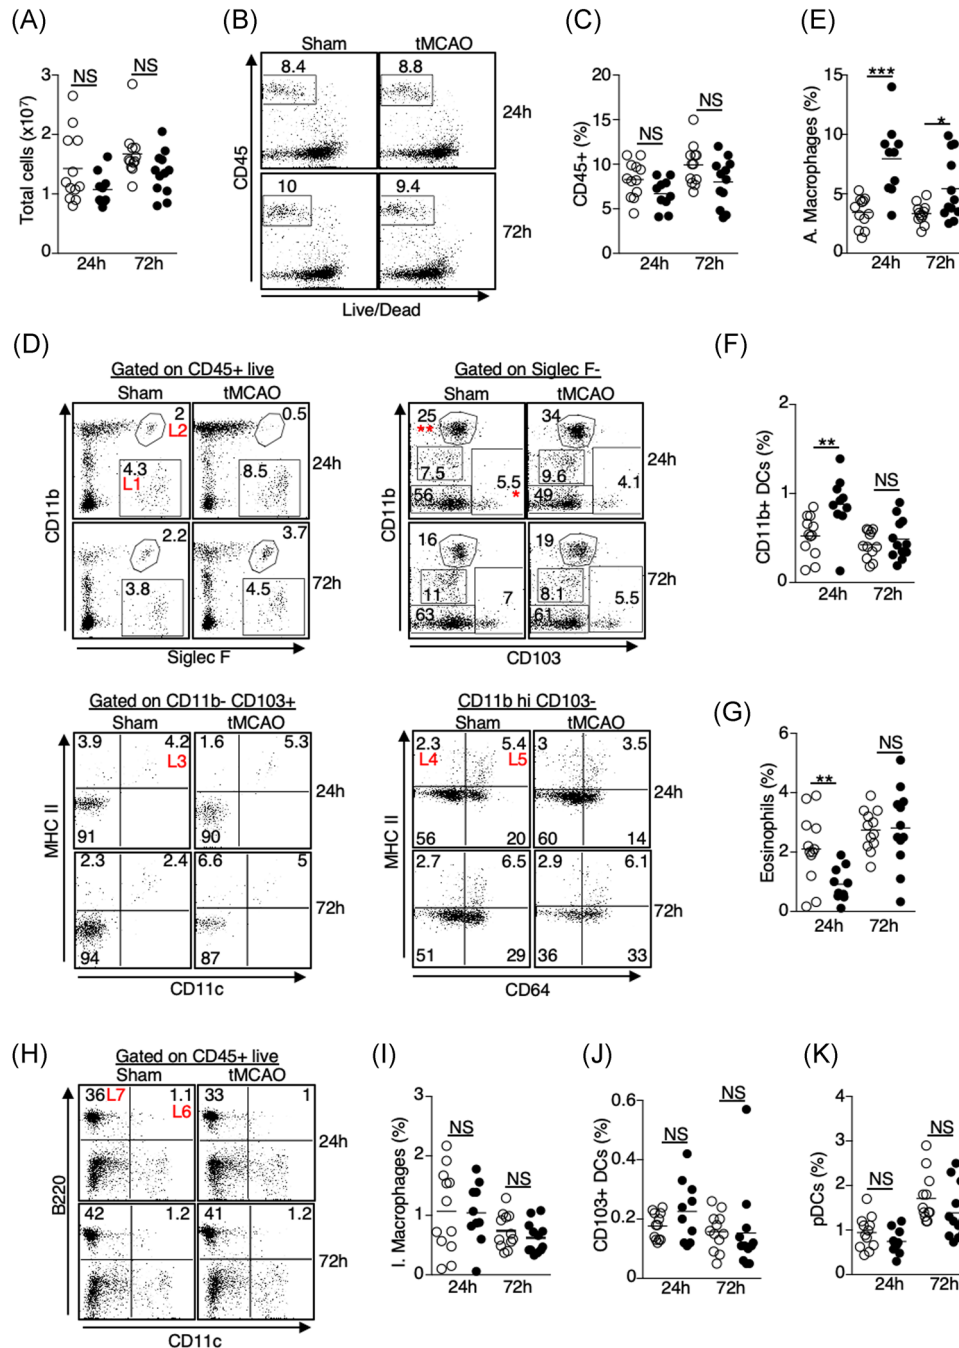 (A)
NS
NS
3
2
1
0
Total cells (x10⁷)
24h
72h
(B)
Sham
tMCAO
8.4
8.8
24h
10
9.4
72h
CD45
Live/Dead
(C)
20
15
10
5
0
CD45+ (%)
NS
NS
24h
72h
(E)
15
10
5
0
A. Macrophages (%)
***
*
24h
72h
(D)
Gated on CD45+ live
Sham
tMCAO
2
L2
0.5
4.3
L1
8.5
24h
2.2
3.7
3.8
4.5
72h
CD11b
Siglec F
Gated on Siglec F-
Sham
tMCAO
25
**
34
7.5
5.5
*
9.6
4.1
56
49
24h
16
19
11
7
8.1
5.5
63
61
72h
CD11b
CD103
(F)
2
1
0
CD11b+ DCs (%)
**
NS
24h
72h
Gated on CD11b- CD103+
Sham
tMCAO
3.9
4.2
L3
1.6
5.3
91
90
24h
2.3
2.4
6.6
5
94
87
72h
MHC II
CD11c
CD11b hi CD103-
Sham
tMCAO
2.3
L4
5.4
L5
3
3.5
56
20
60
14
24h
2.7
6.5
2.9
6.1
51
29
36
33
72h
MHC II
CD64
(G)
6
4
2
0
Eosinophils (%)
**
NS
24h
72h
(H)
Gated on CD45+ live
Sham
tMCAO
36 L7
1.1
L6
33
1
24h
42
1.2
41
1.2
72h
B220
CD11c
(I)
3
2
1
0
I. Macrophages (%)
NS
NS
24h
72h
(J)
0.6
0.4
0.2
0
CD103+ DCs (%)
NS
NS
24h
72h
(K)
4
3
2
1
0
pDCs (%)
NS
NS
24h
72h